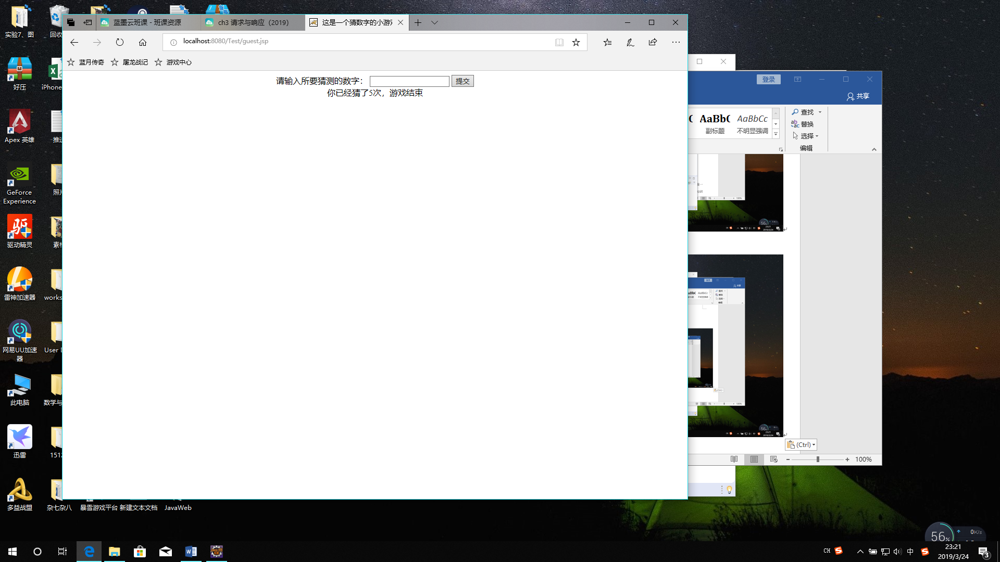 实验7、图
回收
好压
iPhone
Apex 英雄
推送
GeForce
Experience
照片
驱动精灵
素材
雷神加速器
works
网易UU加速
器
User
此电脑
数学与
迅雷
151
多益战盟
杂七杂八
暴雪游戏平台
新建文本文档
JavaWeb
蓝墨云班课 - 班课资源
ch3 请求与响应（2019）
这是一个猜数字的小游戏
localhost:8080/Test/guest.jsp
蓝月传奇
屠龙战记
游戏中心
请输入所要猜测的数字：
提交
你已经猜了5次，游戏结束
登录
共享
AaBbC
AaBbCc
副标题
不明显强调
查找
替换
选择
编辑
(Ctrl)
100%
56%
0K/s
CH
中
23:21
2019/3/24
3